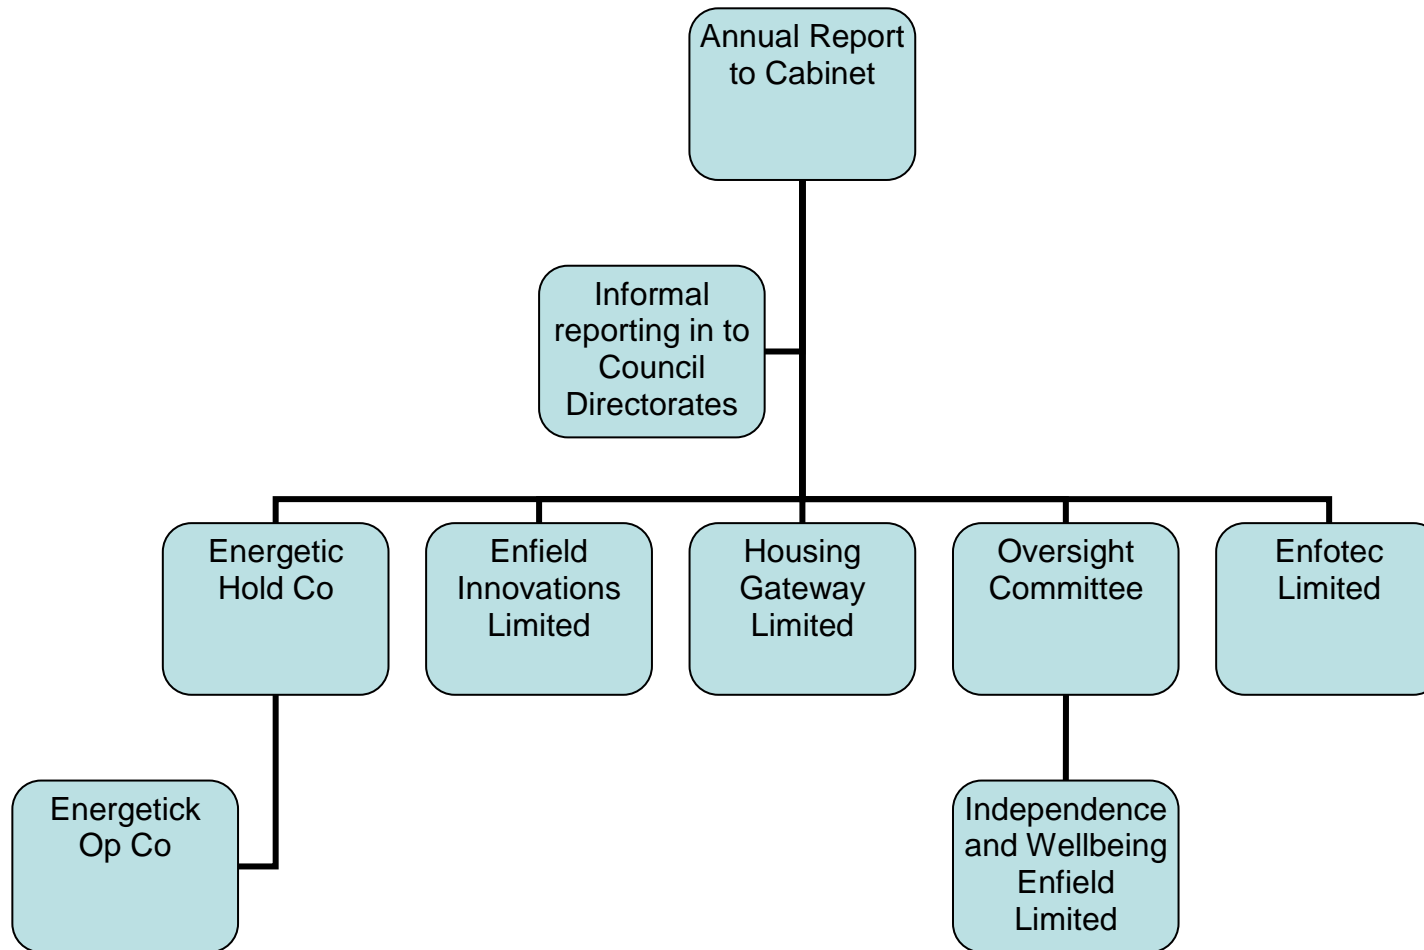 Annual Report
to Cabinet
Informal
reporting in to
Council
Directorates
Energetic
Hold Co
Enfield
Innovations
Limited
Housing
Gateway
Limited
Oversight
Committee
Enfotec
Limited
Energetick
Op Co
Independence
and Wellbeing
Enfield
Limited